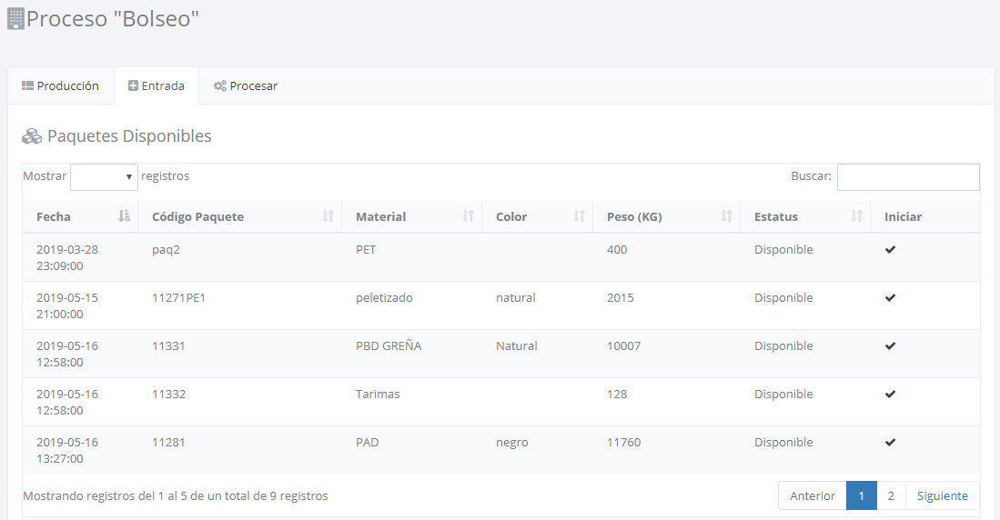 Proceso "Bolseo"
Producción Entrada Procesar
Paquetes Disponibles
Mostrar registros Buscar:
Fecha Código Paquete Material Color Peso (KG) Estatus Iniciar
2019-03-28 23:09:00 paq2 PET 400 Disponible
2019-05-15 21:00:00 11271PE1 peletizado natural 2015 Disponible
2019-05-16 12:58:00 11331 PBD GREÑA Natural 10007 Disponible
2019-05-16 12:58:00 11332 Tarimas 128 Disponible
2019-05-16 13:27:00 11281 PAD negro 11760 Disponible
Mostrando registros del 1 al 5 de un total de 9 registros Anterior 1 2 Siguiente